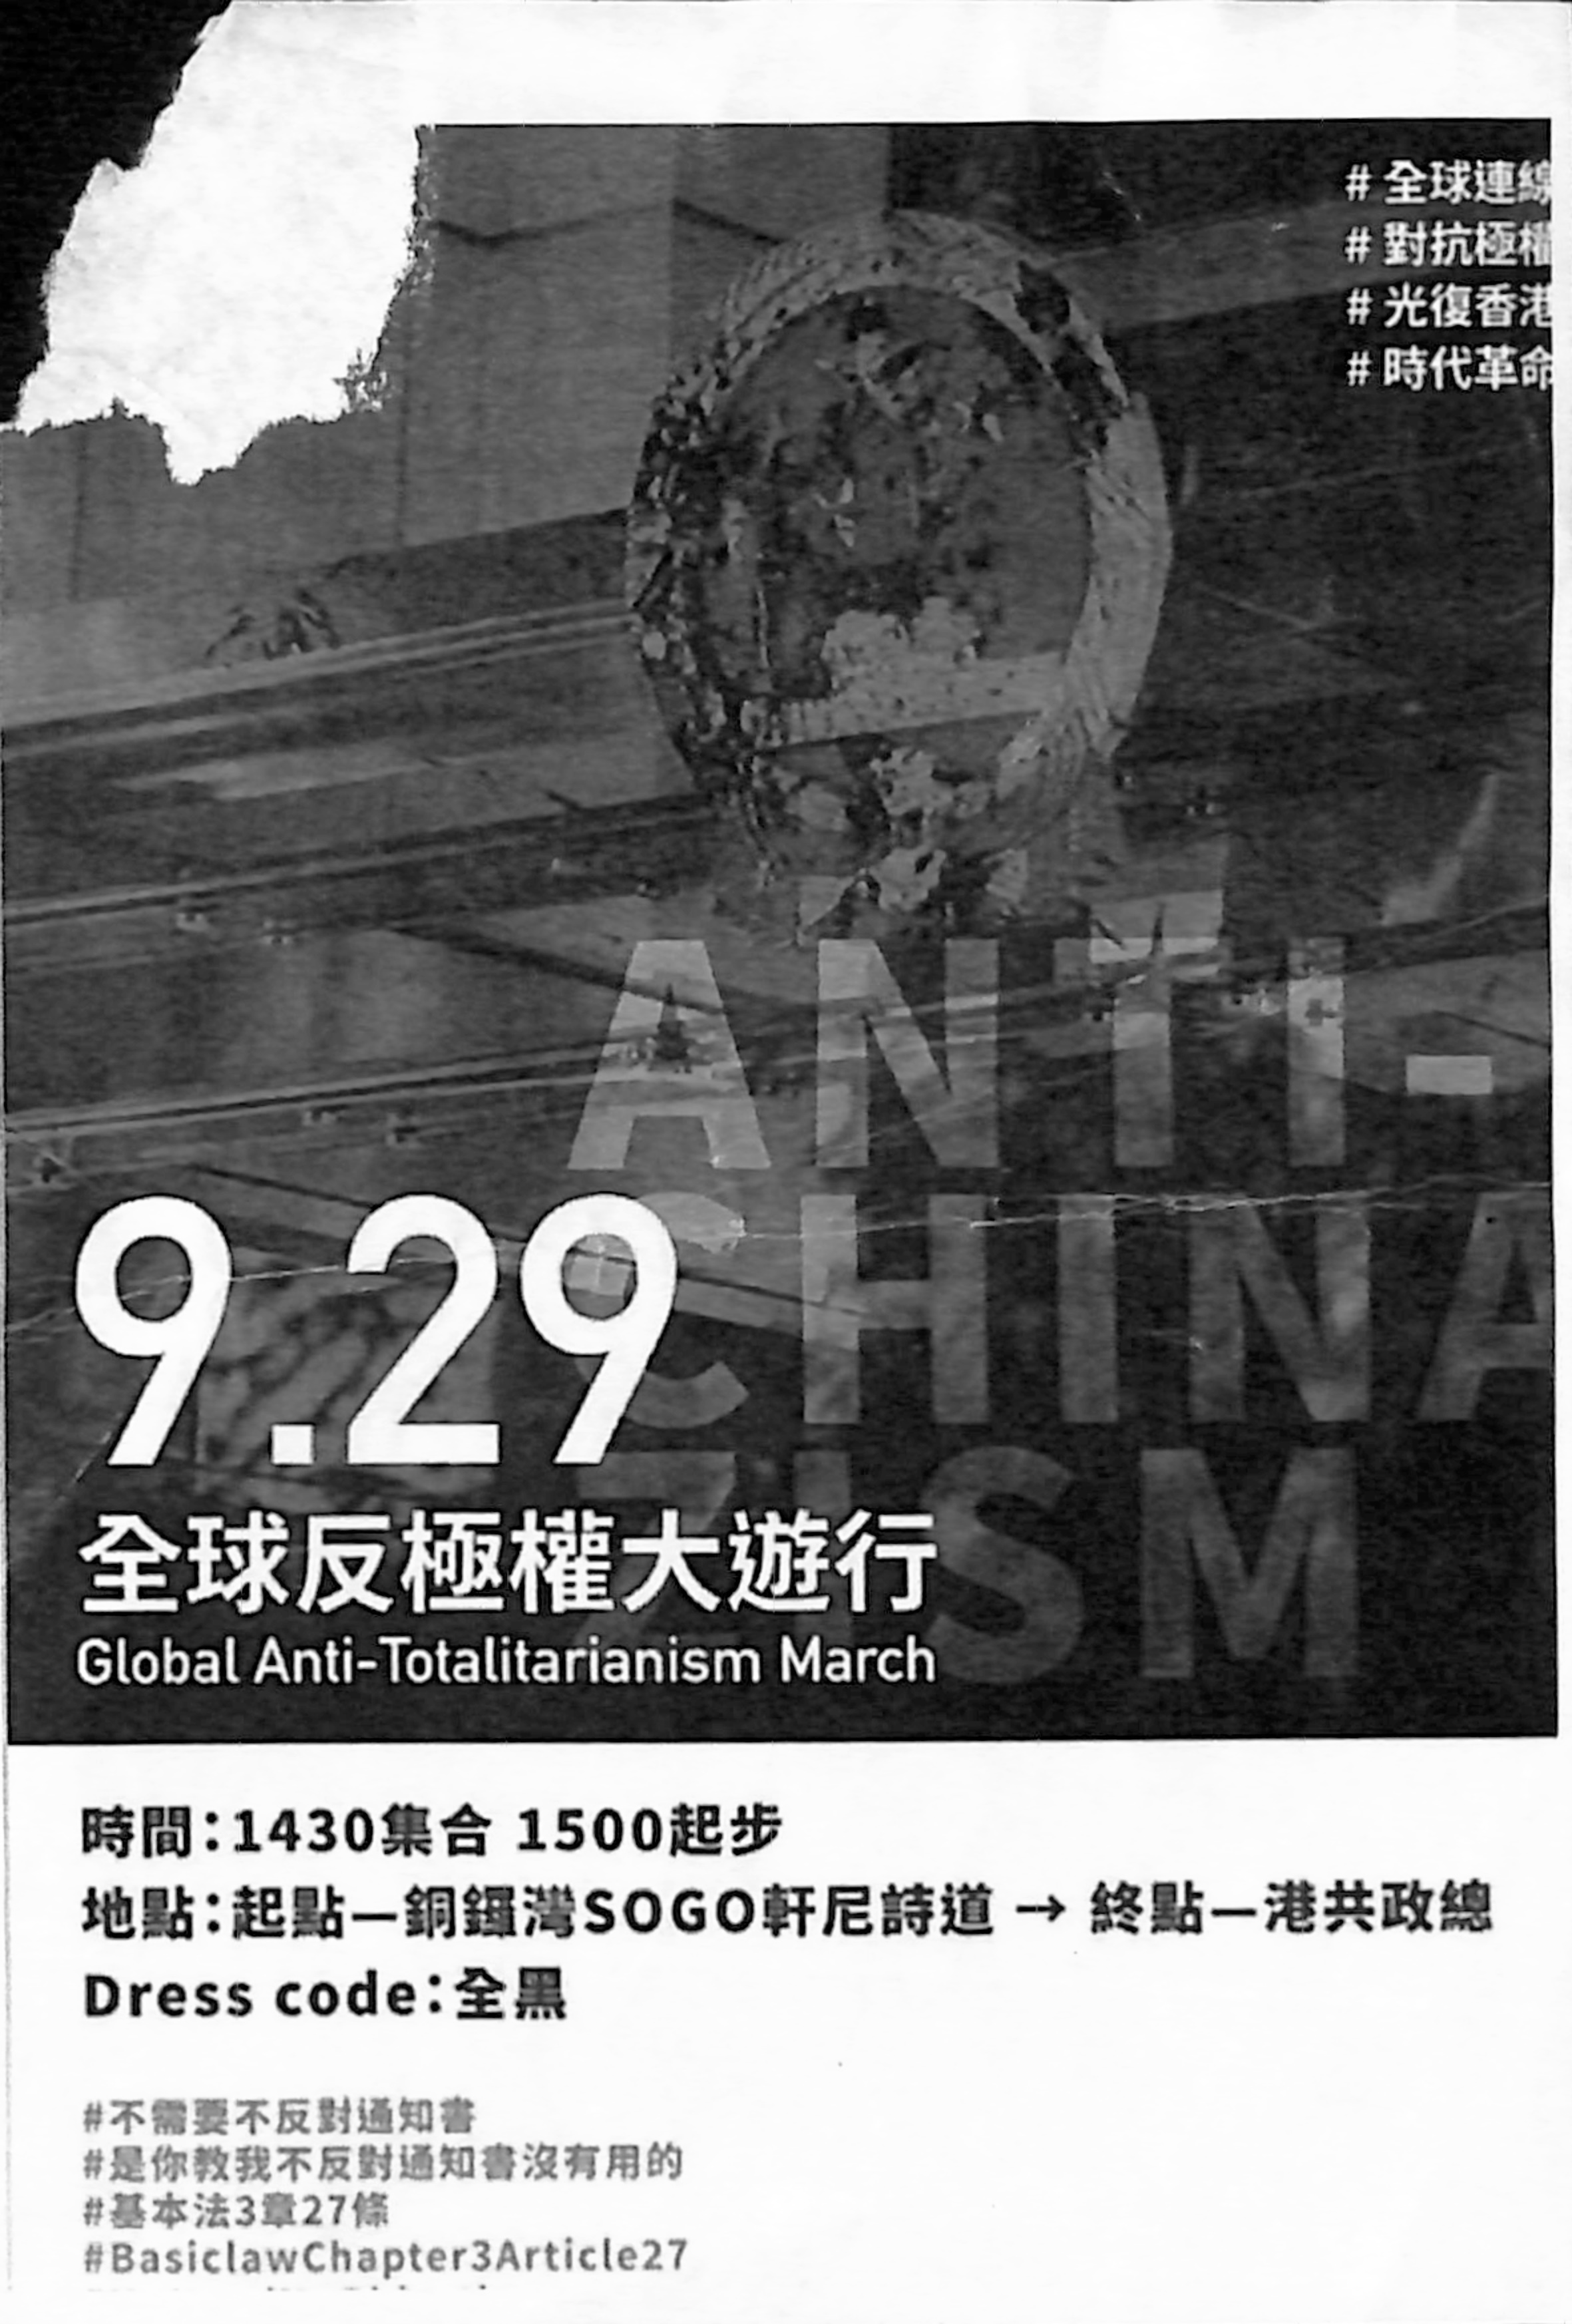 # 全球連線
# 對抗極權
# 光復香港
# 時代革命
ANTI-
CHINA
ZISM
9.29
全球反極權大遊行
Global Anti-Totalitarianism March
時間：1430集合 1500起步
地點：起點—銅鑼灣SOGO軒尼詩道 → 終點—港共政總
Dress code：全黑
#不需要不反對通知書
#是你教我不反對通知書沒有用的
#基本法3章27條
#BasiclawChapter3Article27